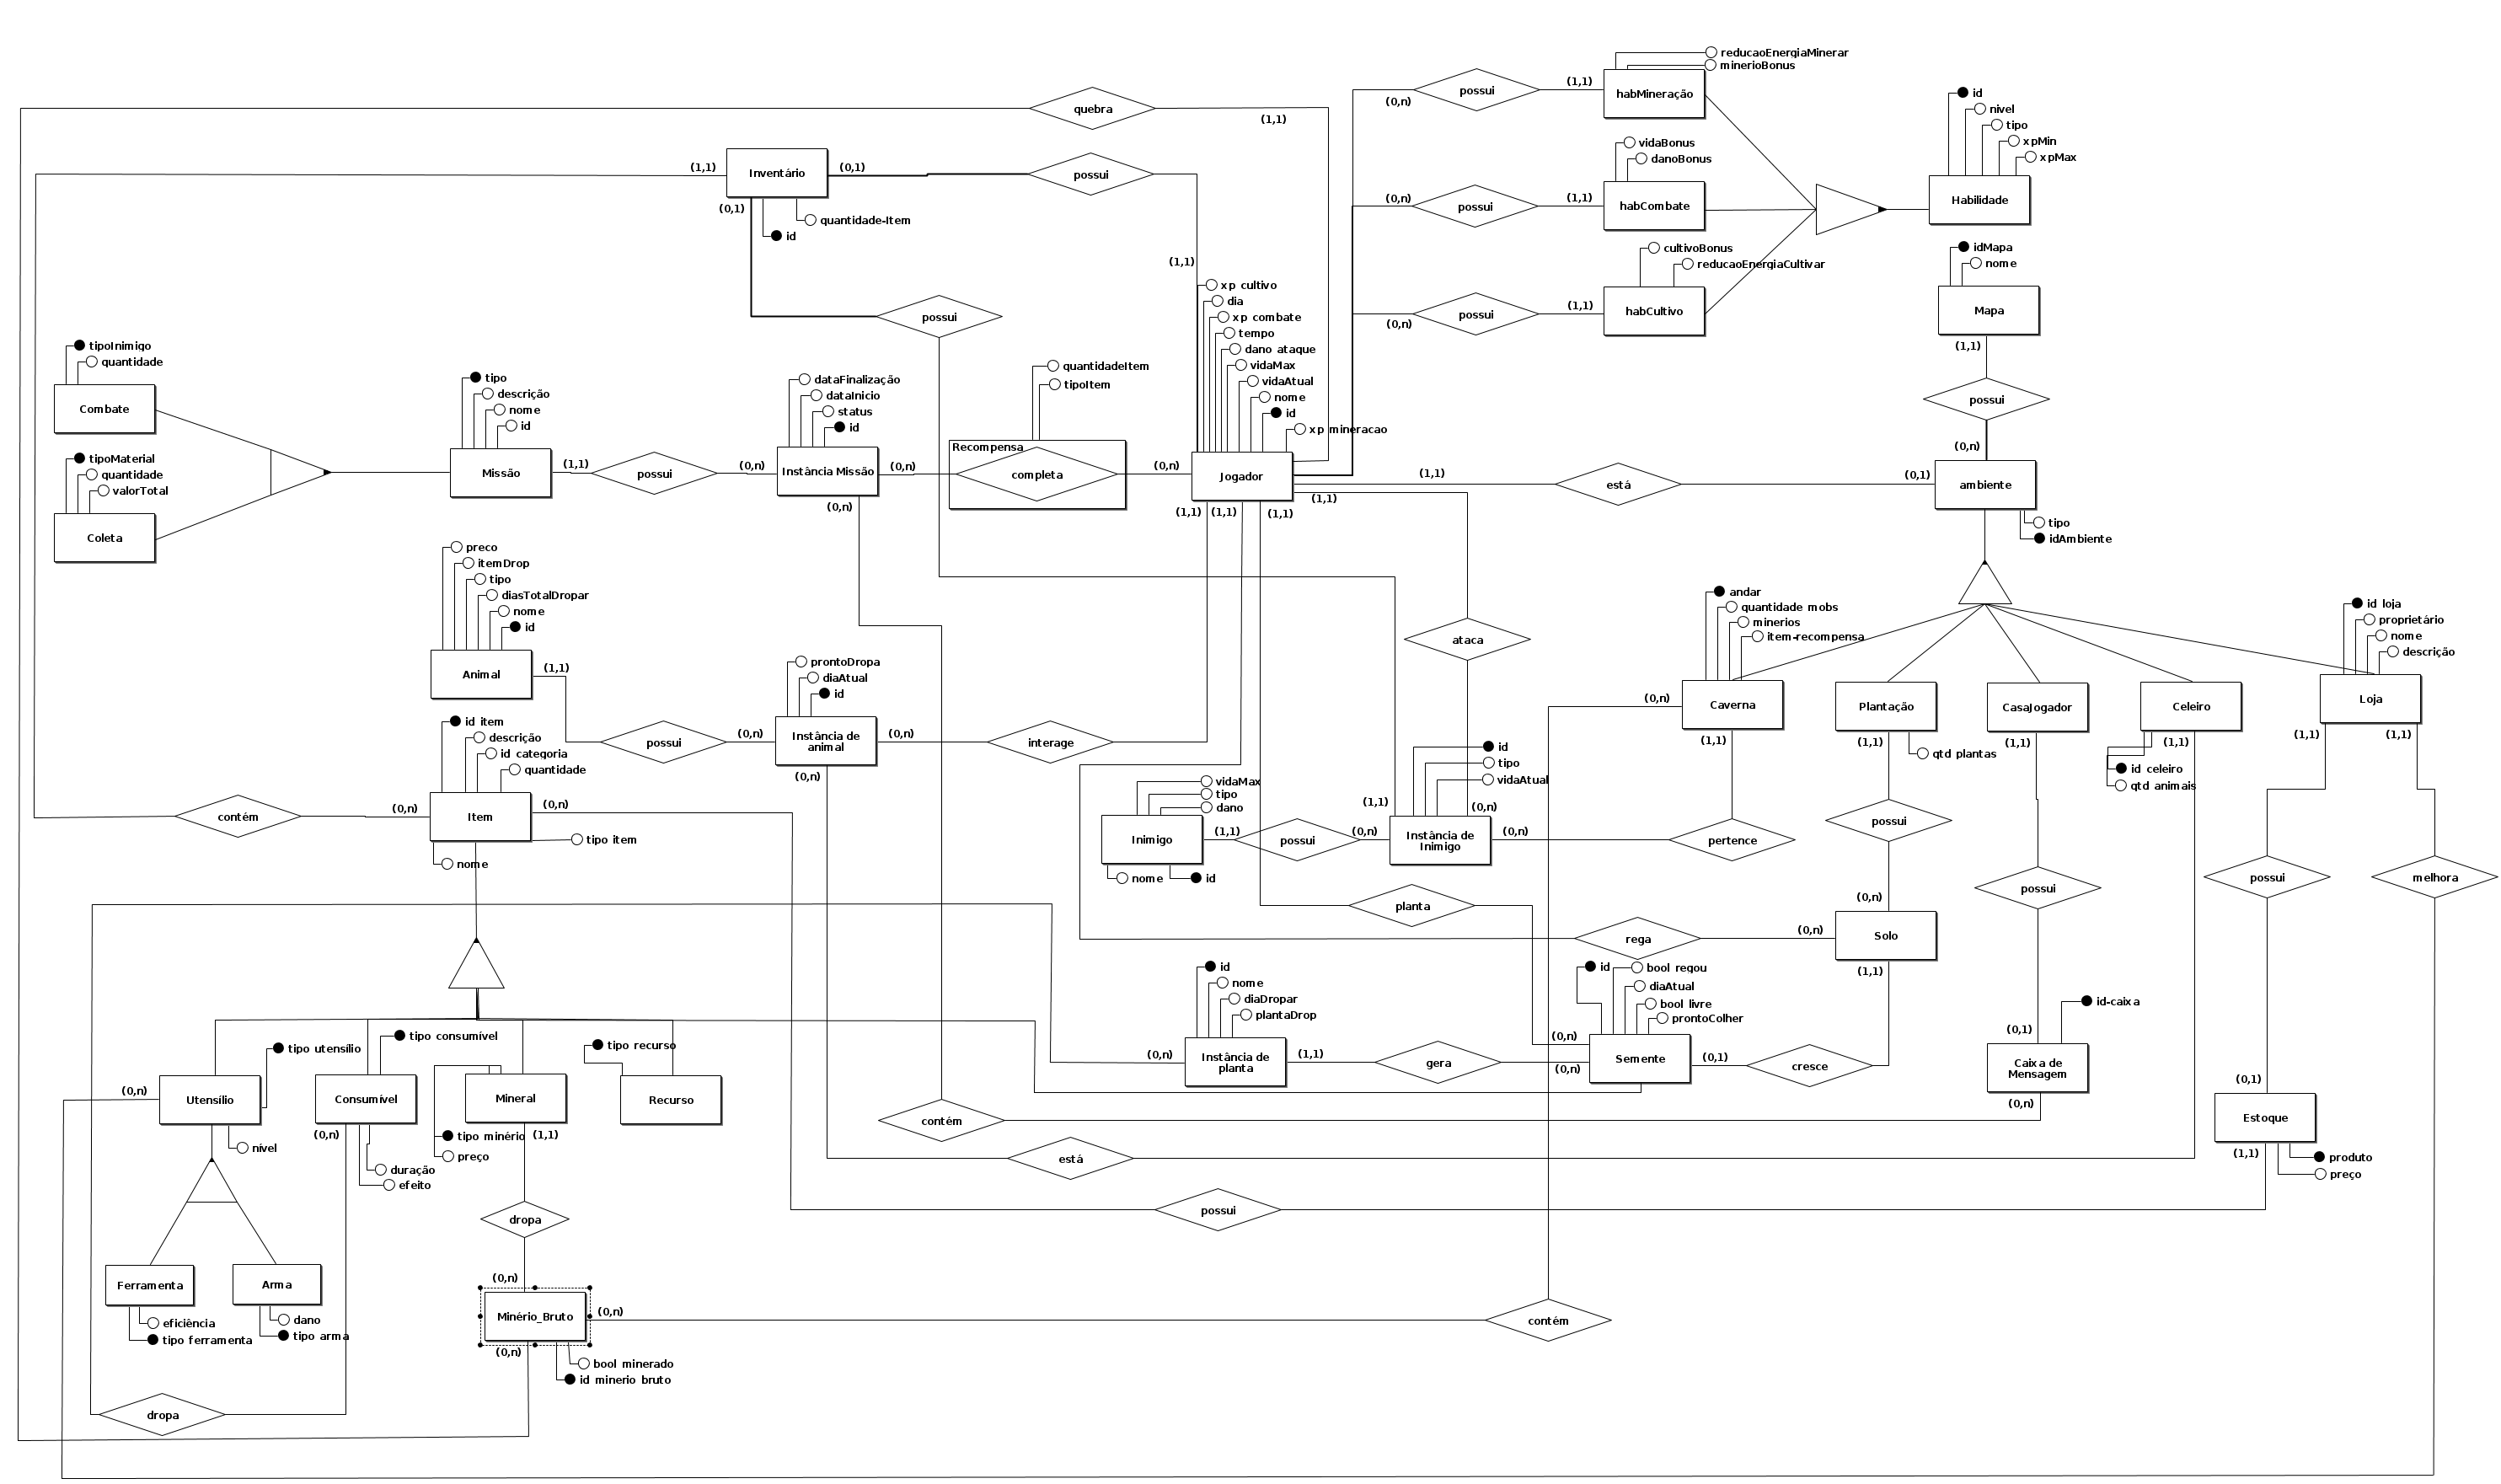 reducaoEnergiaMinerar
minerioBonus
habMineração
possui
(1,1)
(0,n)
quebra
(1,1)
id
nivel
tipo
xpMin
xpMax
Habilidade
vidaBonus
danoBonus
habCombate
possui
(1,1)
(0,n)
cultivoBonus
reducaoEnergiaCultivar
habCultivo
possui
(1,1)
(0,n)
(1,1)
Inventário
(0,1)
possui
(0,1)
quantidade-Item
id
(1,1)
possui
idMapa
nome
Mapa
(1,1)
possui
(0,n)
xp cultivo
dia
xp combate
tempo
dano ataque
vidaMax
vidaAtual
nome
id
xp mineracao
Jogador
tipoInimigo
quantidade
Combate
tipoMaterial
quantidade
valorTotal
Coleta
tipo
descrição
nome
id
Missão
(1,1)
possui
(0,n)
dataFinalização
dataInicio
status
id
Instância Missão
(0,n)
(0,n)
quantidadeItem
tipoItem
Recompensa
completa
(0,n)
(1,1)
está
(0,1)
ambiente
tipo
idAmbiente
(1,1)
(1,1)
(1,1)
(1,1)
preco
itemDrop
tipo
diasTotalDropar
nome
id
Animal
(1,1)
possui
(0,n)
prontoDropa
diaAtual
id
Instância de
animal
(0,n)
(0,n)
interage
ataca
andar
quantidade mobs
minerios
item-recompensa
Caverna
(0,n)
(1,1)
Plantação
(1,1)
qtd plantas
CasaJogador
(1,1)
Celeiro
(1,1)
id celeiro
qtd animais
id loja
proprietário
nome
descrição
Loja
(1,1)
(1,1)
id item
descrição
id categoria
quantidade
Item
(0,n)
(0,n)
contém
tipo item
nome
vidaMax
tipo
dano
Inimigo
nome
id
(1,1)
possui
(0,n)
id
tipo
vidaAtual
(1,1)
(0,n)
Instância de
Inimigo
(0,n)
pertence
possui
(0,n)
possui
possui
melhora
planta
rega
(0,n)
Solo
(1,1)
id
nome
diaDropar
plantaDrop
Instância de
planta
(0,n)
(1,1)
gera
(0,n)
(0,n)
id
bool regou
diaAtual
bool livre
prontoColher
Semente
(0,1)
cresce
id-caixa
(0,1)
Caixa de
Mensagem
(0,n)
(0,1)
Estoque
(1,1)
produto
preço
tipo utensílio
(0,n)
Utensílio
nível
tipo consumível
Consumível
(0,n)
duração
efeito
Mineral
tipo minério
preço
(1,1)
tipo recurso
Recurso
contém
está
possui
dropa
(0,n)
Ferramenta
eficiência
tipo ferramenta
Arma
dano
tipo arma
Minério_Bruto
(0,n)
(0,n)
bool minerado
id minerio bruto
contém
dropa